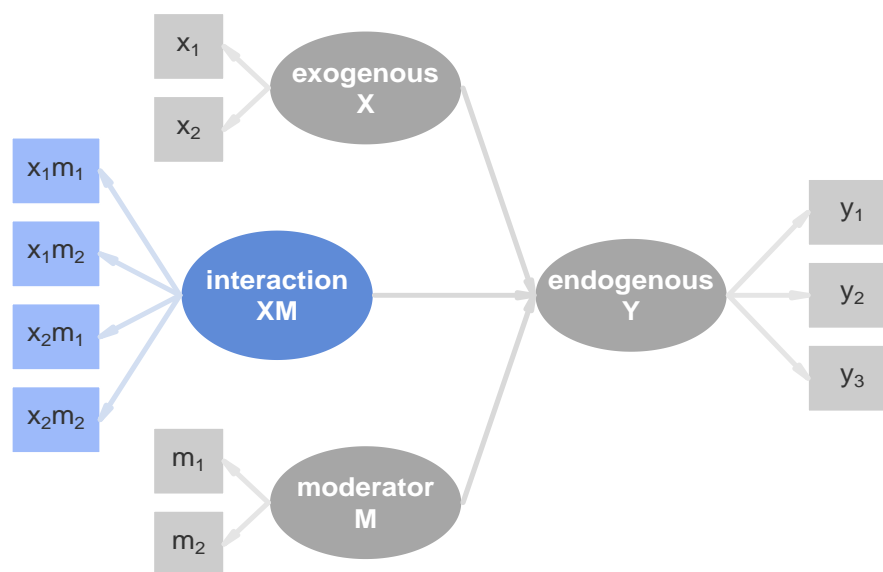 x₁
exogenous
X
x₂
x₁m₁
x₁m₂
interaction
XM
x₂m₁
x₂m₂
endogenous
Y
y₁
y₂
y₃
m₁
moderator
M
m₂